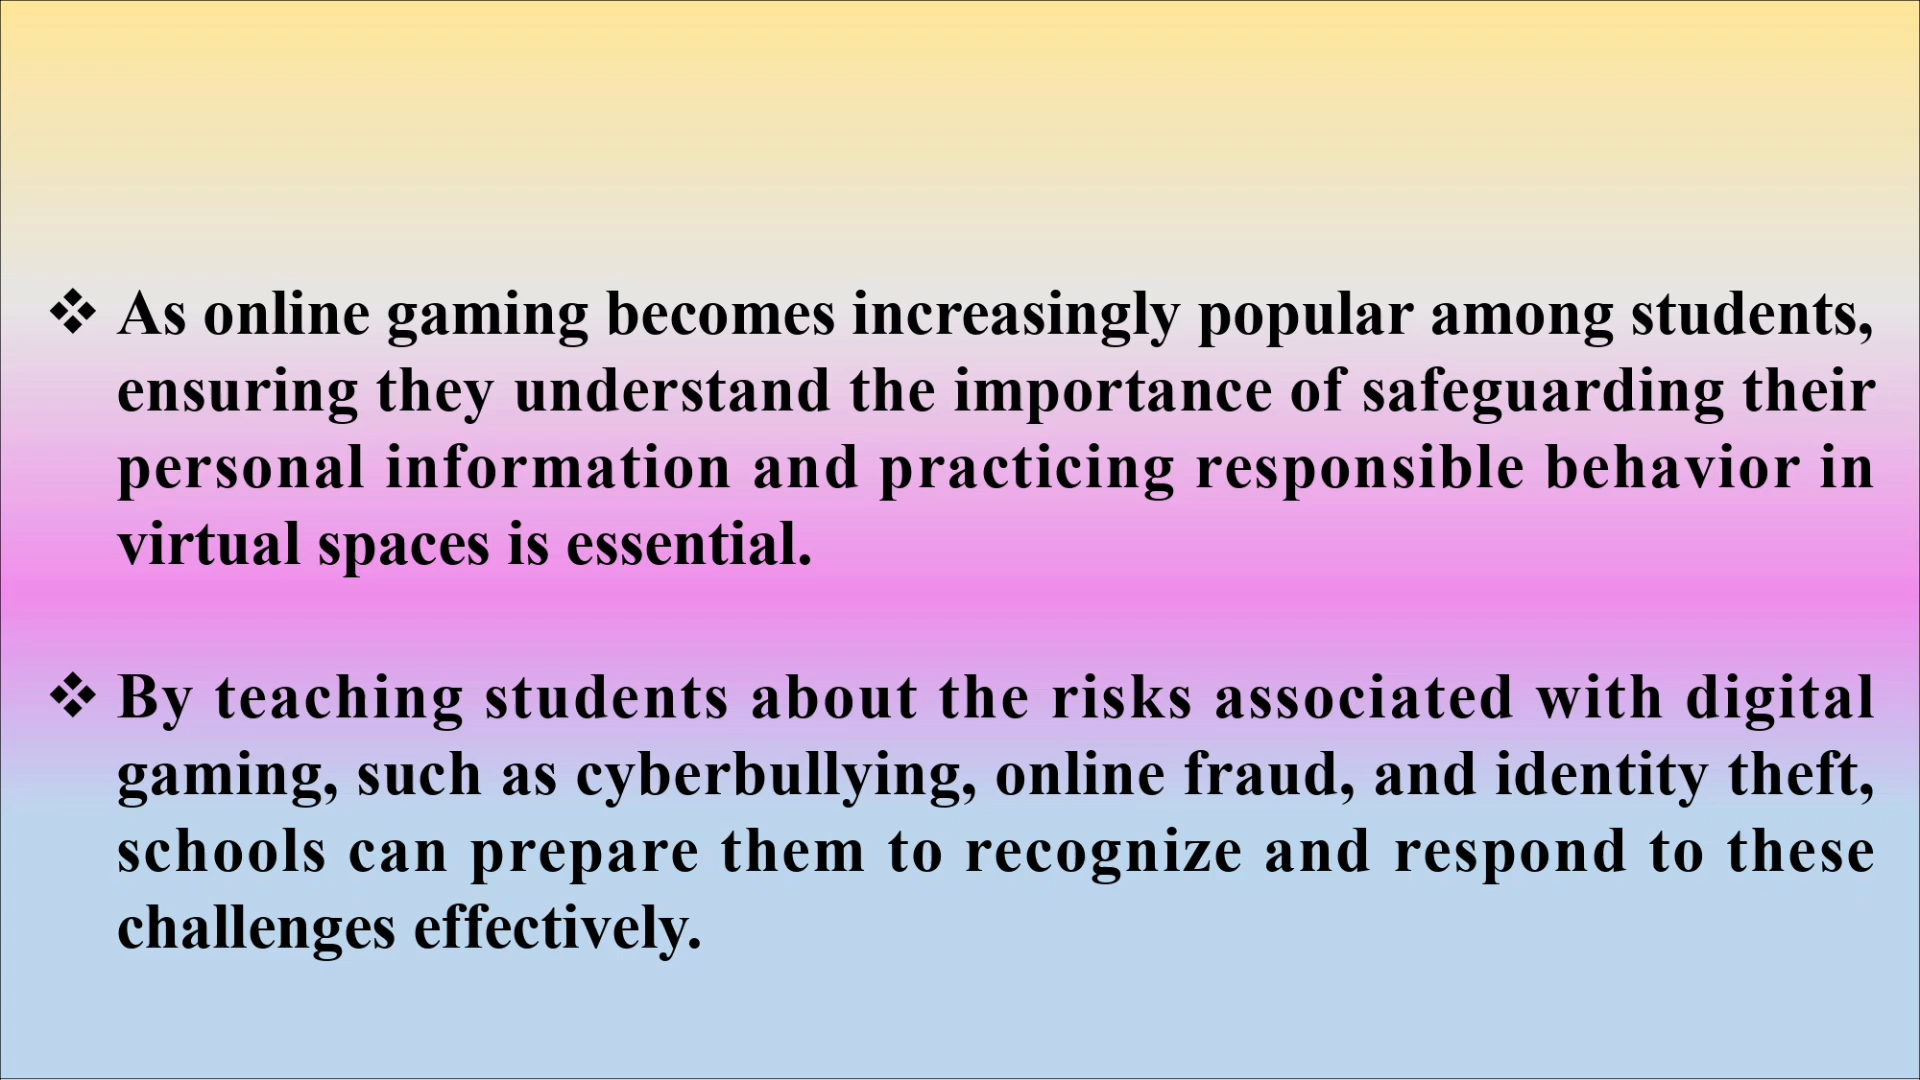 ❖ As online gaming becomes increasingly popular among students,
ensuring they understand the importance of safeguarding their
personal information and practicing responsible behavior in
virtual spaces is essential.
❖ By teaching students about the risks associated with digital
gaming, such as cyberbullying, online fraud, and identity theft,
schools can prepare them to recognize and respond to these
challenges effectively.